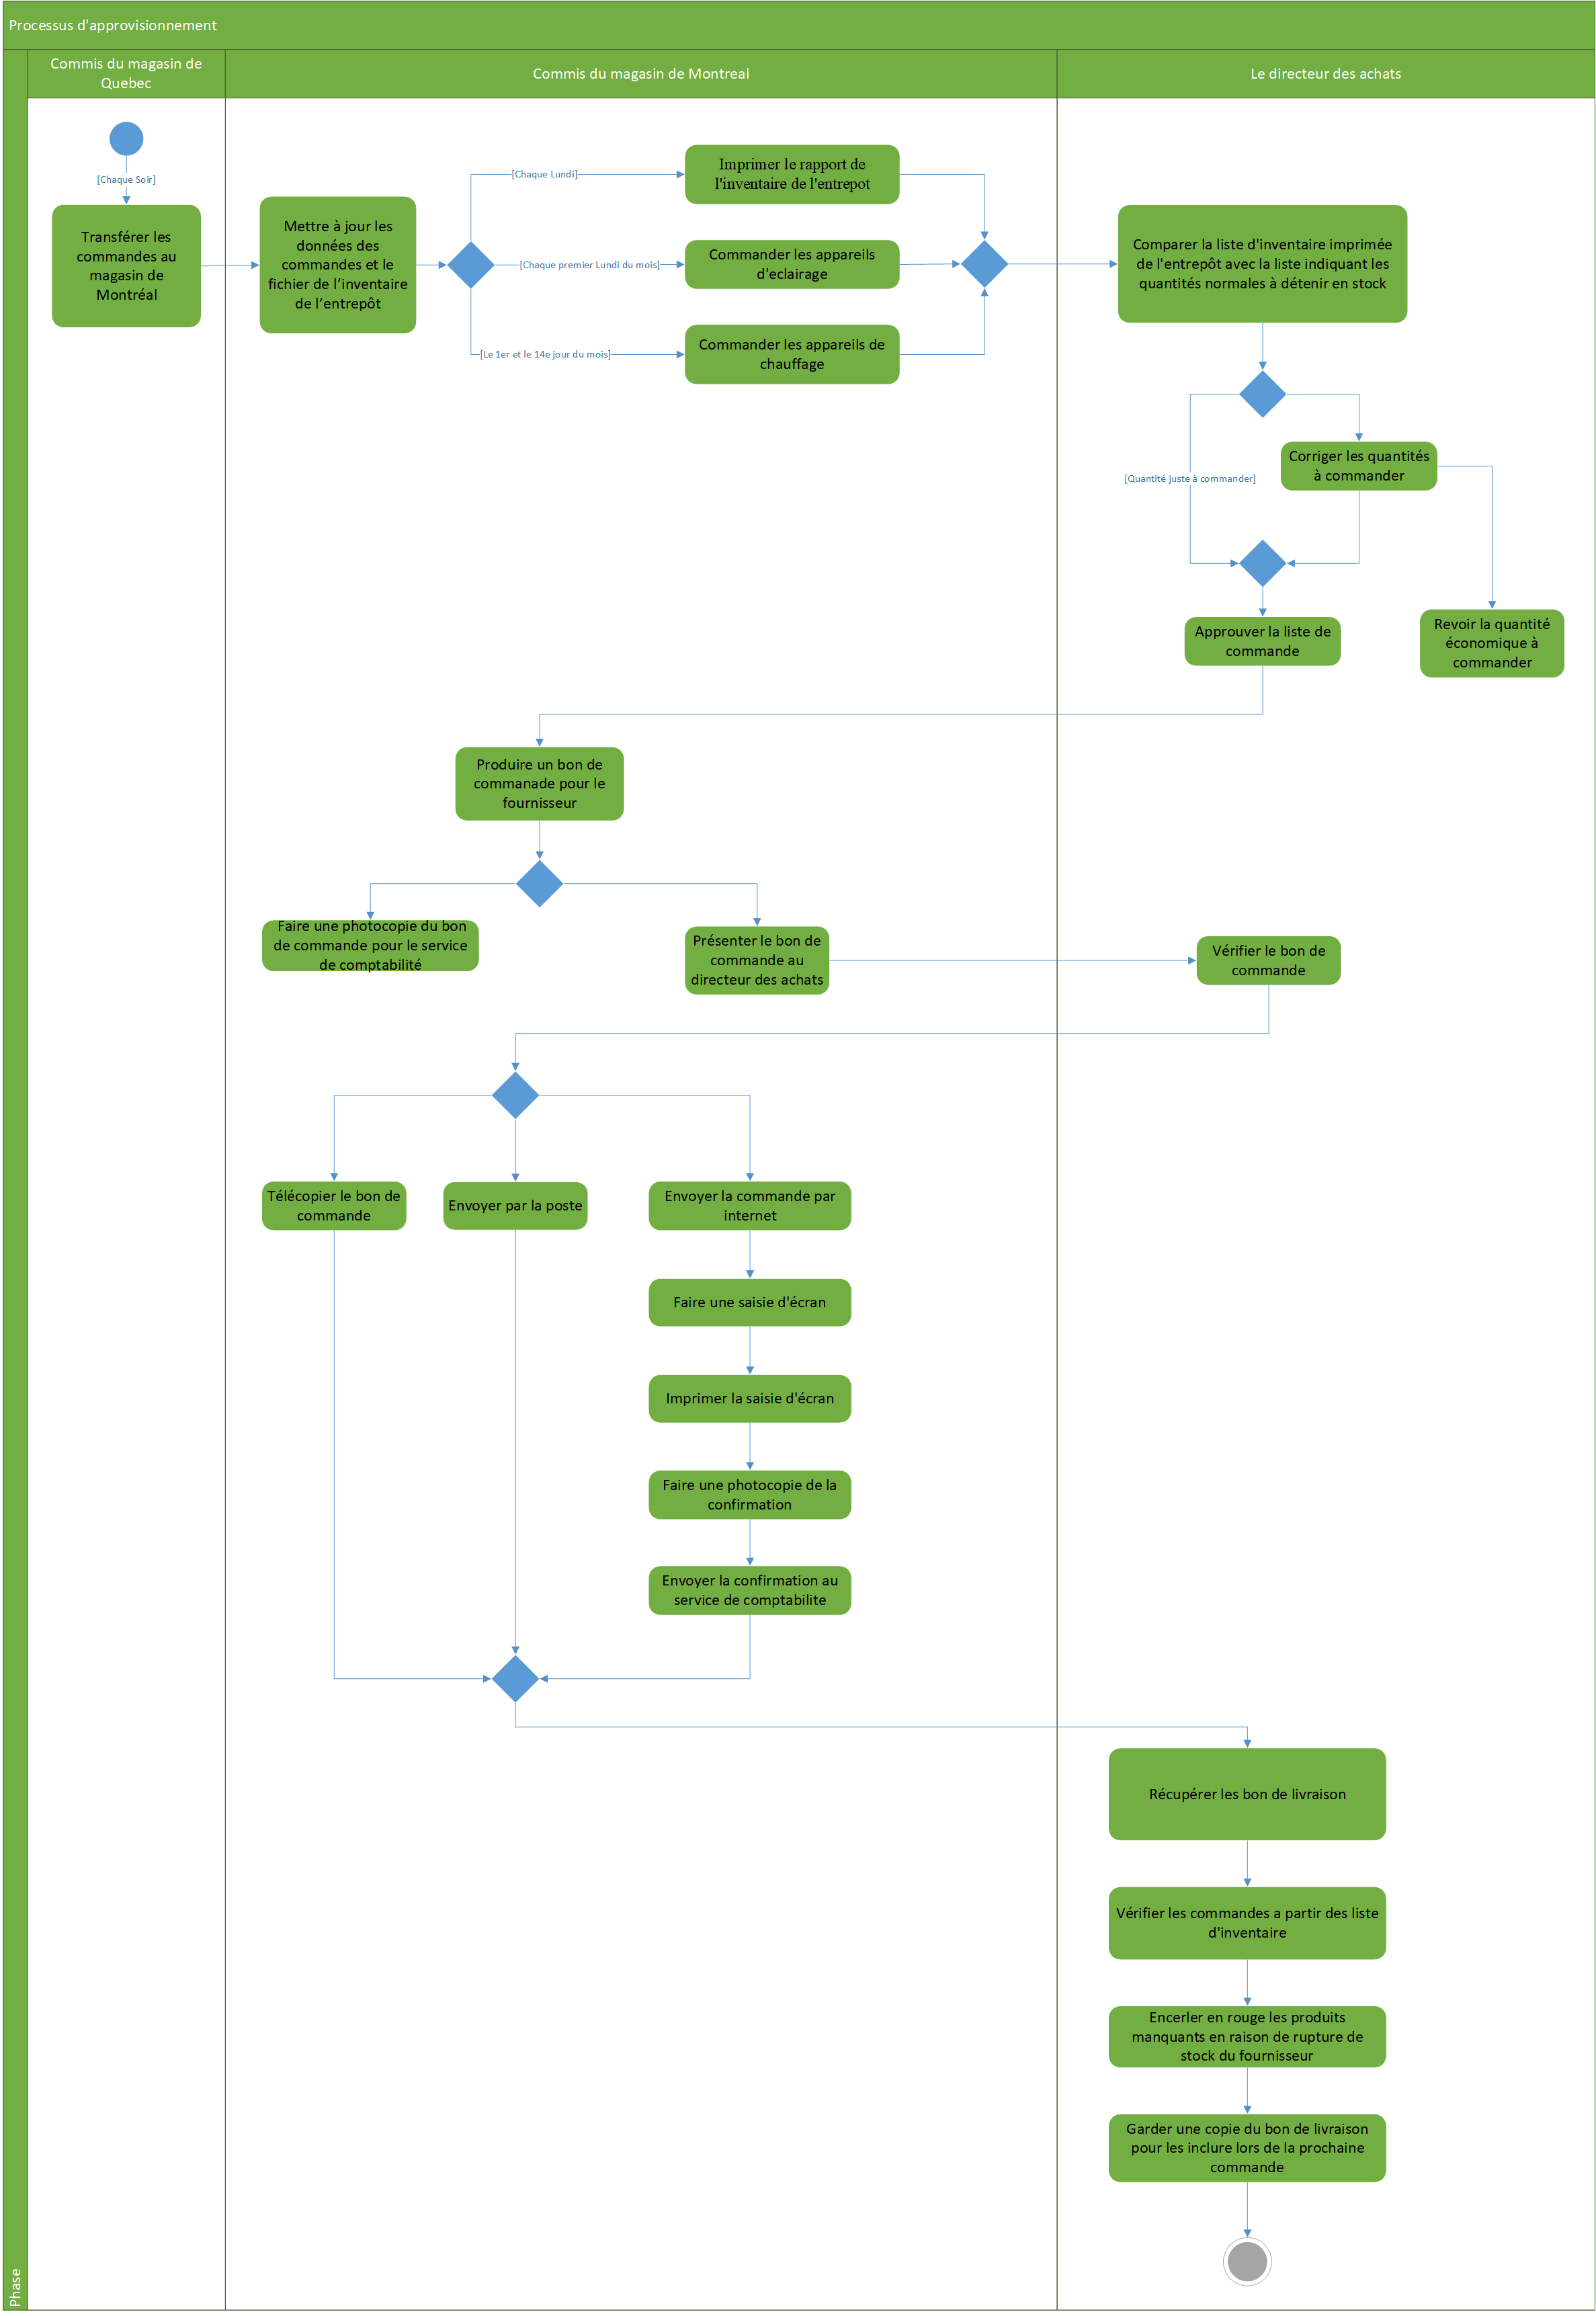 Processus d'approvisionnement
Commis du magasin de
Quebec
Commis du magasin de Montreal
Le directeur des achats
[Chaque Soir]
Transférer les
commandes au
magasin de
Montréal
Mettre à jour les
données des
commandes et le
fichier de l’inventaire
de l’entrepôt
[Chaque Lundi]
Imprimer le rapport de
l'inventaire de l'entrepot
[Chaque premier Lundi du mois]
Commander les appareils
d'eclairage
[Le 1er et le 14e jour du mois]
Commander les appareils de
chauffage
Comparer la liste d'inventaire imprimée
de l'entrepôt avec la liste indiquant les
quantités normales à détenir en stock
[Quantité juste à commander]
Corriger les quantités
à commander
Approuver la liste de
commande
Revoir la quantité
économique à
commander
Produire un bon de
commanade pour le
fournisseur
Faire une photocopie du bon
de commande pour le service
de comptabilité
Présenter le bon de
commande au
directeur des achats
Vérifier le bon de
commande
Télécopier le bon de
commande
Envoyer par la poste
Envoyer la commande par
internet
Faire une saisie d'écran
Imprimer la saisie d'écran
Faire une photocopie de la
confirmation
Envoyer la confirmation au
service de comptabilite
Récupérer les bon de livraison
Vérifier les commandes a partir des liste
d'inventaire
Encerler en rouge les produits
manquants en raison de rupture de
stock du fournisseur
Garder une copie du bon de livraison
pour les inclure lors de la prochaine
commande
Phase